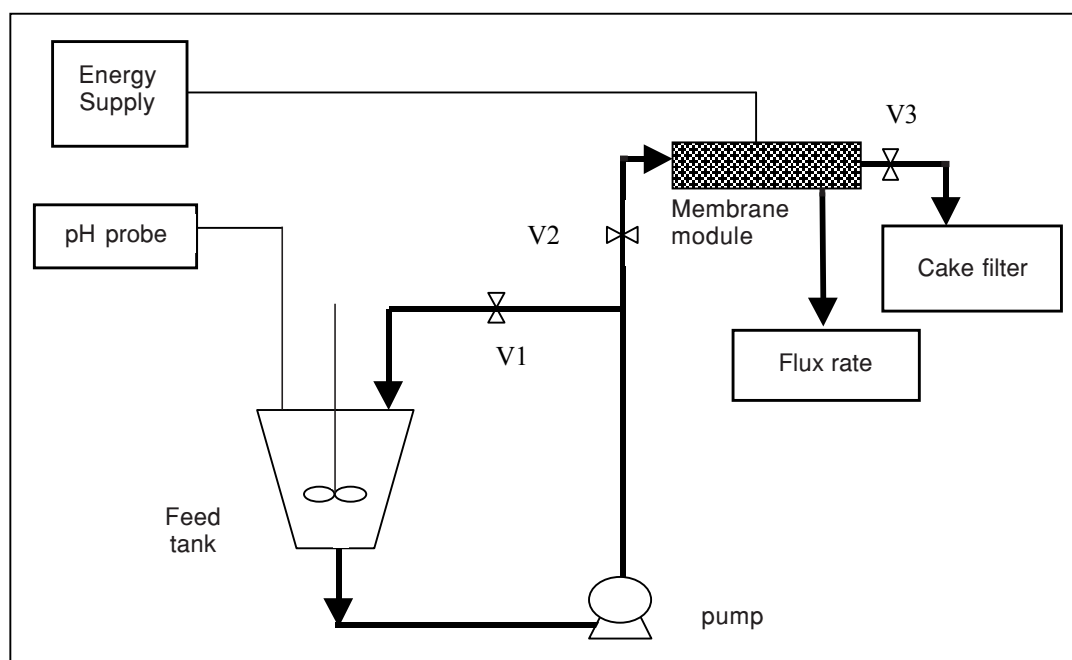 Energy
Supply
V3
pH probe
V2
Membrane
module
Cake filter
V1
Flux rate
Feed
tank
pump